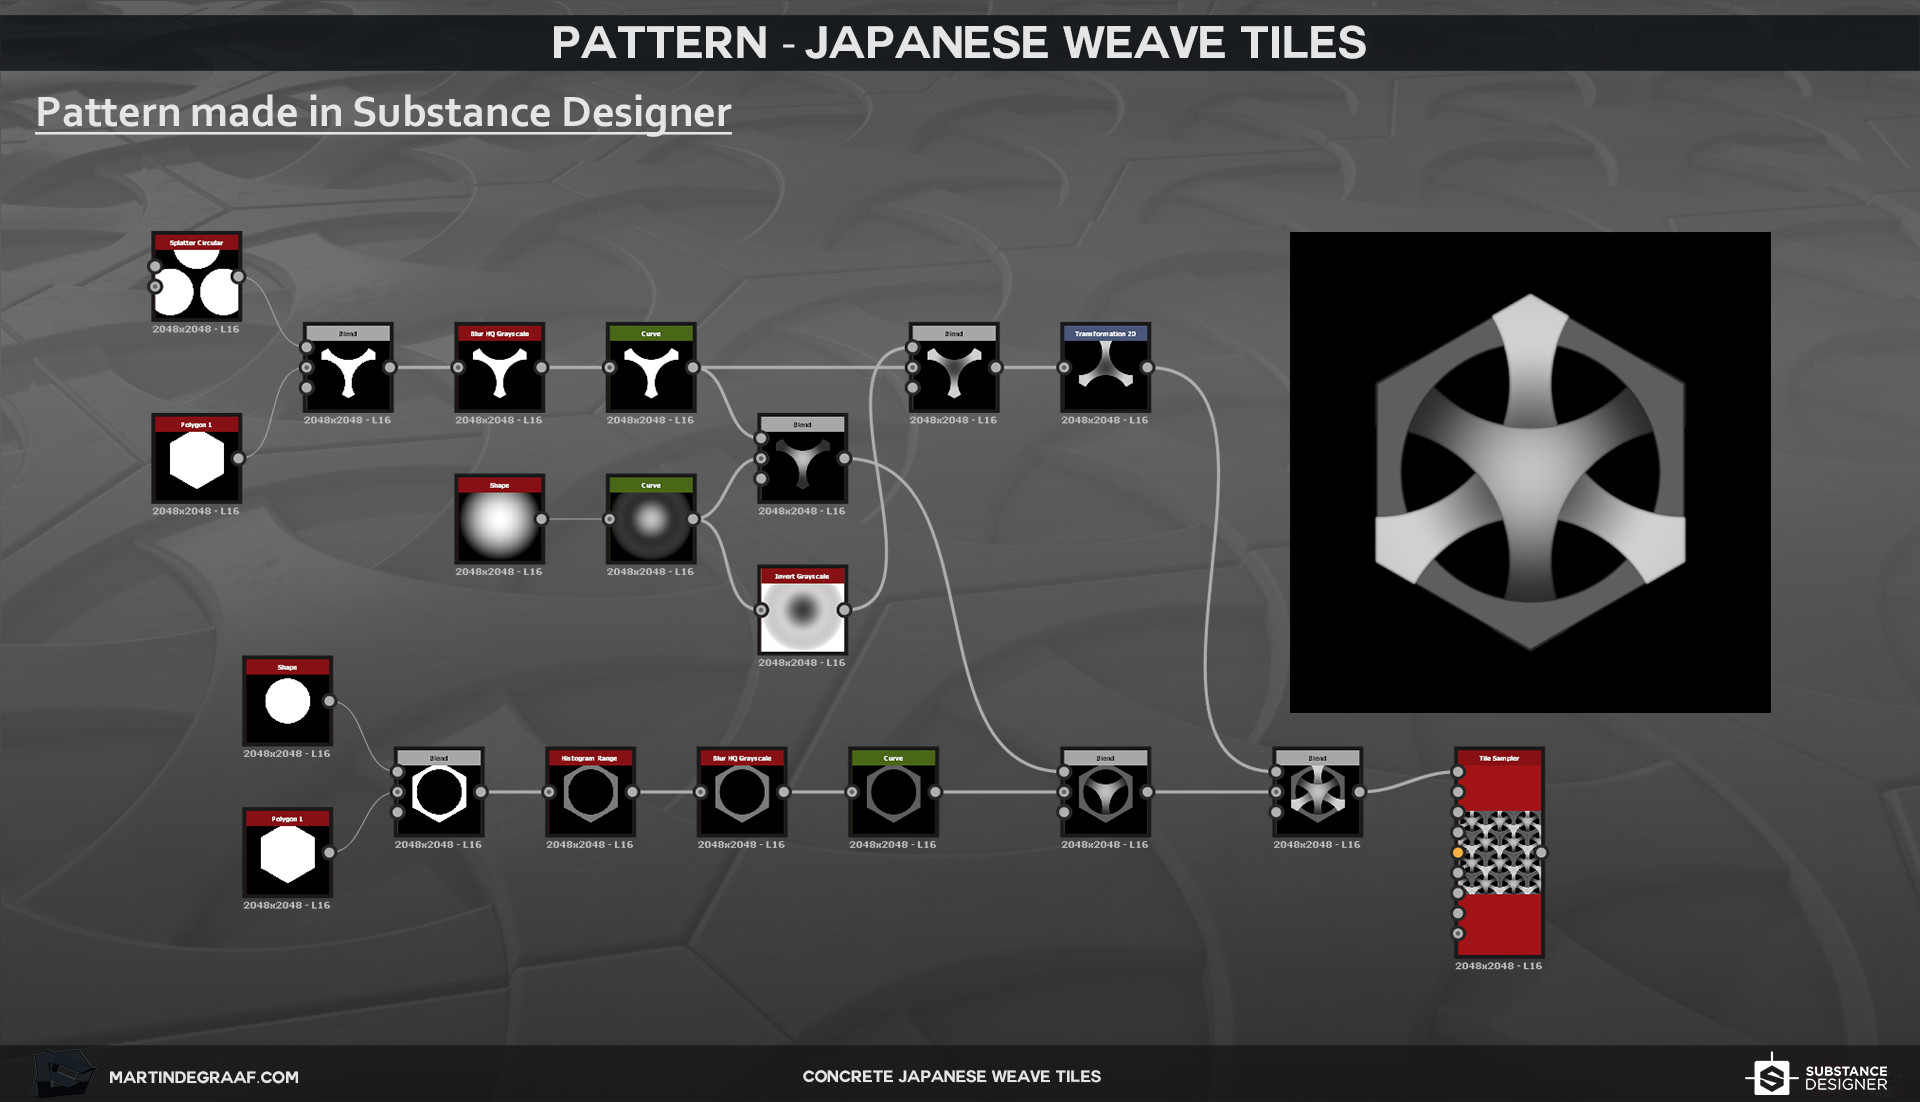 PATTERN - JAPANESE WEAVE TILES
Pattern made in Substance Designer
Splatter Circular
2048x2048 - L16
Blend
2048x2048 - L16
Blur HQ Grayscale
2048x2048 - L16
Curve
2048x2048 - L16
Blend
2048x2048 - L16
Transformation 2D
2048x2048 - L16
Polygon 1
2048x2048 - L16
Blend
2048x2048 - L16
Shape
2048x2048 - L16
Curve
2048x2048 - L16
Invert Grayscale
2048x2048 - L16
Shape
2048x2048 - L16
Blend
2048x2048 - L16
Histogram Range
2048x2048 - L16
Blur HQ Grayscale
2048x2048 - L16
Curve
2048x2048 - L16
Blend
2048x2048 - L16
Blend
2048x2048 - L16
Tile Sampler
2048x2048 - L16
Polygon 1
2048x2048 - L16
MARTINDEGRAAF.COM
CONCRETE JAPANESE WEAVE TILES
SUBSTANCE
DESIGNER